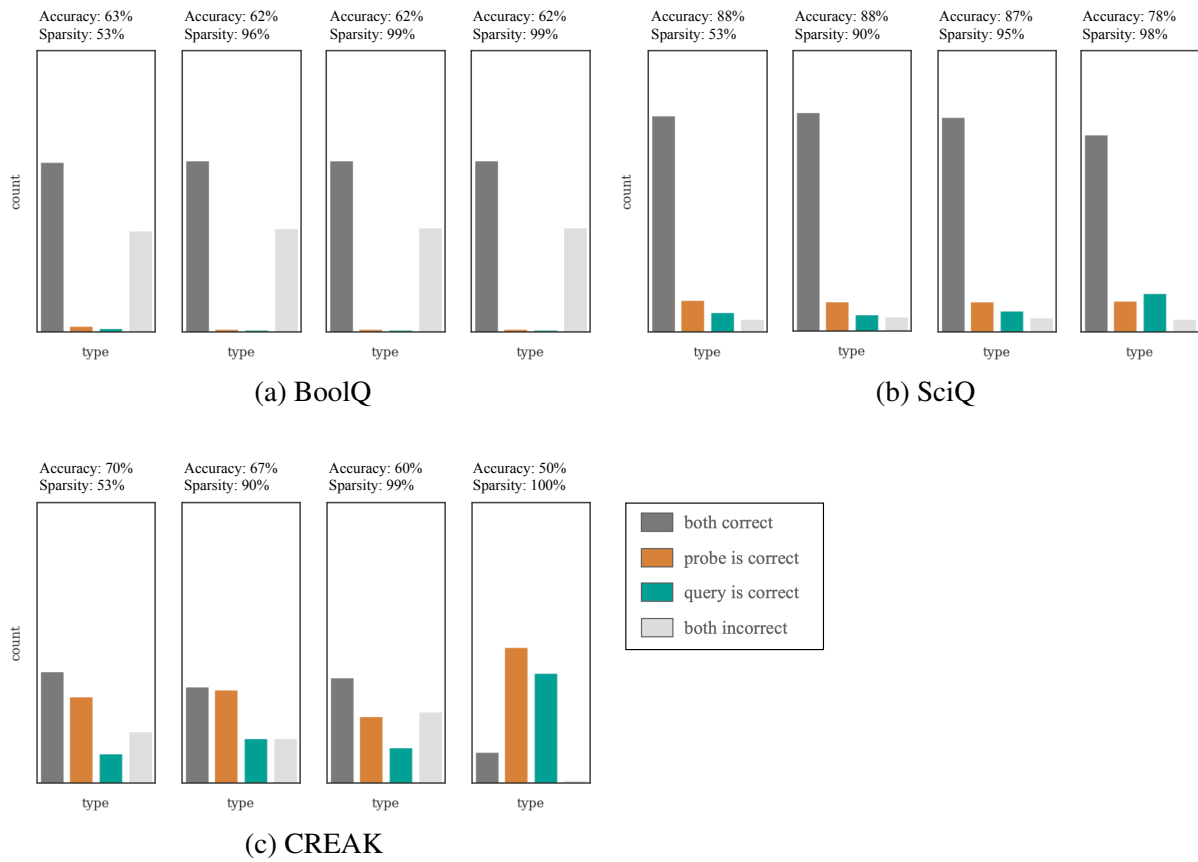 Accuracy: 63%
Sparsity: 53%
Accuracy: 62%
Sparsity: 96%
Accuracy: 62%
Sparsity: 99%
Accuracy: 62%
Sparsity: 99%
count
type
type
type
type
(a) BoolQ
Accuracy: 88%
Sparsity: 53%
Accuracy: 88%
Sparsity: 90%
Accuracy: 87%
Sparsity: 95%
Accuracy: 78%
Sparsity: 98%
count
type
type
type
type
(b) SciQ
Accuracy: 70%
Sparsity: 53%
Accuracy: 67%
Sparsity: 90%
Accuracy: 60%
Sparsity: 99%
Accuracy: 50%
Sparsity: 100%
count
type
type
type
type
(c) CREAK
both correct
probe is correct
query is correct
both incorrect